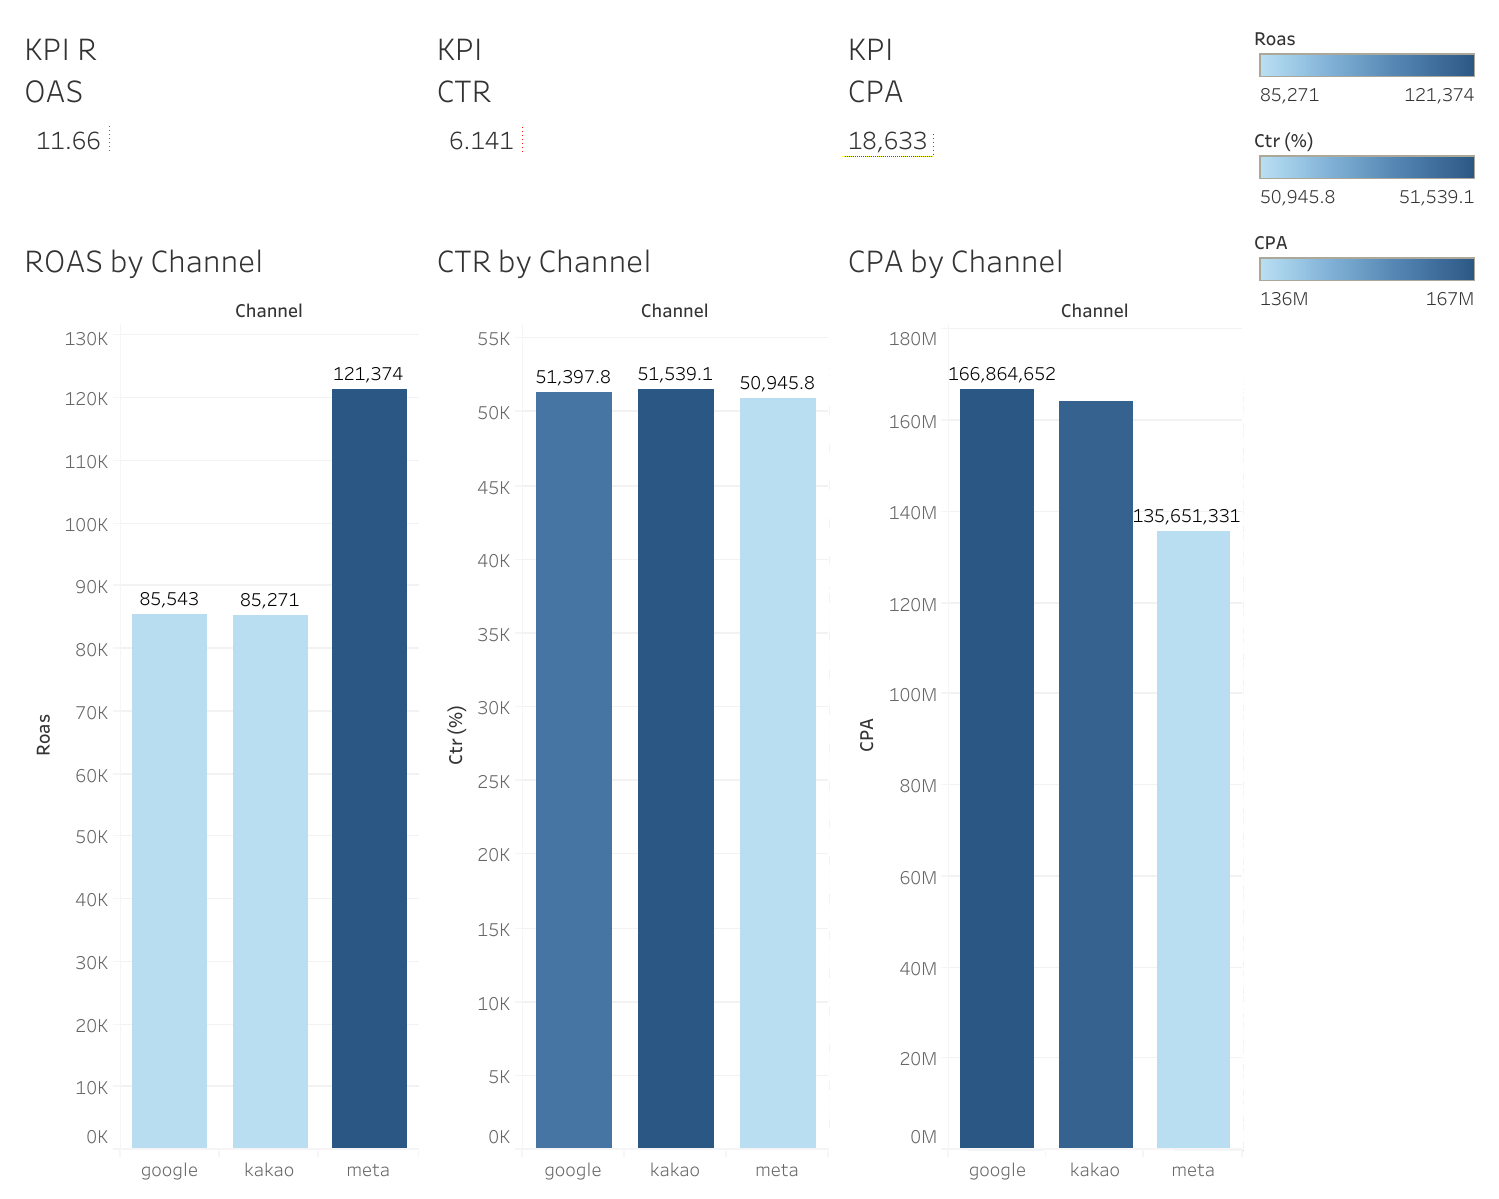 KPI R
OAS
11.66
KPI
CTR
6.141
KPI
CPA
18,633
Roas
85,271 121,374
Ctr (%)
50,945.8 51,539.1
CPA
136M 167M
ROAS by Channel
Channel
130K
120K
110K
100K
90K
80K
70K
60K
50K
40K
30K
20K
10K
0K
Roas
85,543
85,271
121,374
google kakao meta
CTR by Channel
Channel
55K
50K
45K
40K
35K
30K
25K
20K
15K
10K
5K
0K
Ctr (%)
51,397.8
51,539.1
50,945.8
google kakao meta
CPA by Channel
Channel
180M
160M
140M
120M
100M
80M
60M
40M
20M
0M
CPA
166,864,652
135,651,331
google kakao meta